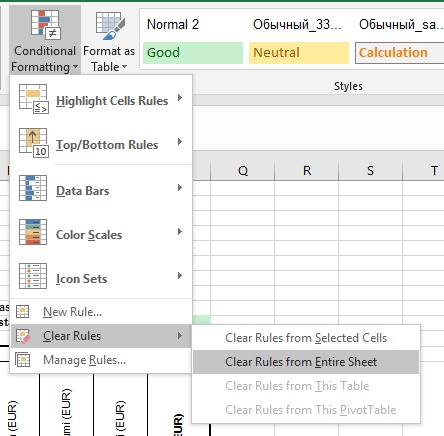 Conditional
Formatting
Format as
Table
Normal 2
Обычный_33...
Обычный_sa...
Good
Neutral
Calculation
Styles
Highlight Cells Rules
Top/Bottom Rules
10
Data Bars
Color Scales
Icon Sets
New Rule...
Clear Rules
Manage Rules...
Q R S T
Clear Rules from Selected Cells
Clear Rules from Entire Sheet
Clear Rules from This Table
Clear Rules from This PivotTable
(EUR)
umi (EUR)
(EUR)
(EUR)